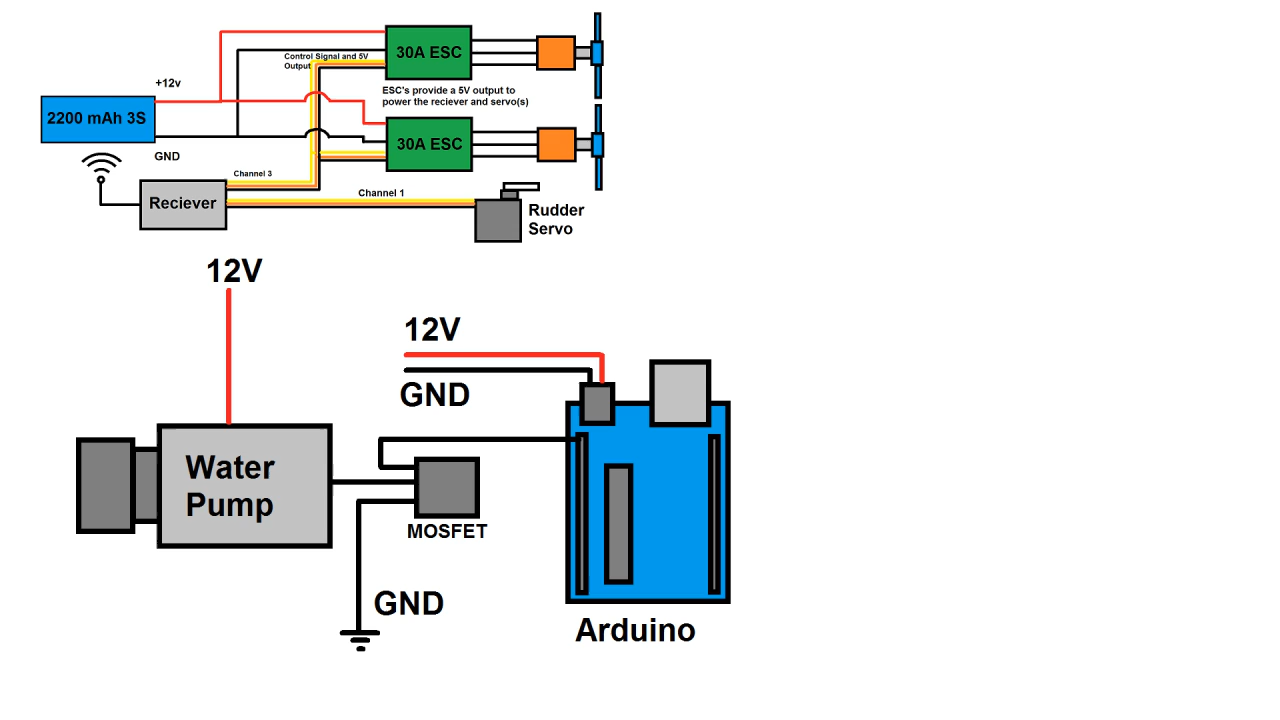 Control Signal and 5V
Output
30A ESC
+12v
ESC's provide a 5V output to
power the reciever and servo(s)
2200 mAh 3S
30A ESC
GND
Channel 3
Channel 1
Reciever
Rudder
Servo
12V
12V
GND
Water
Pump
MOSFET
GND
Arduino